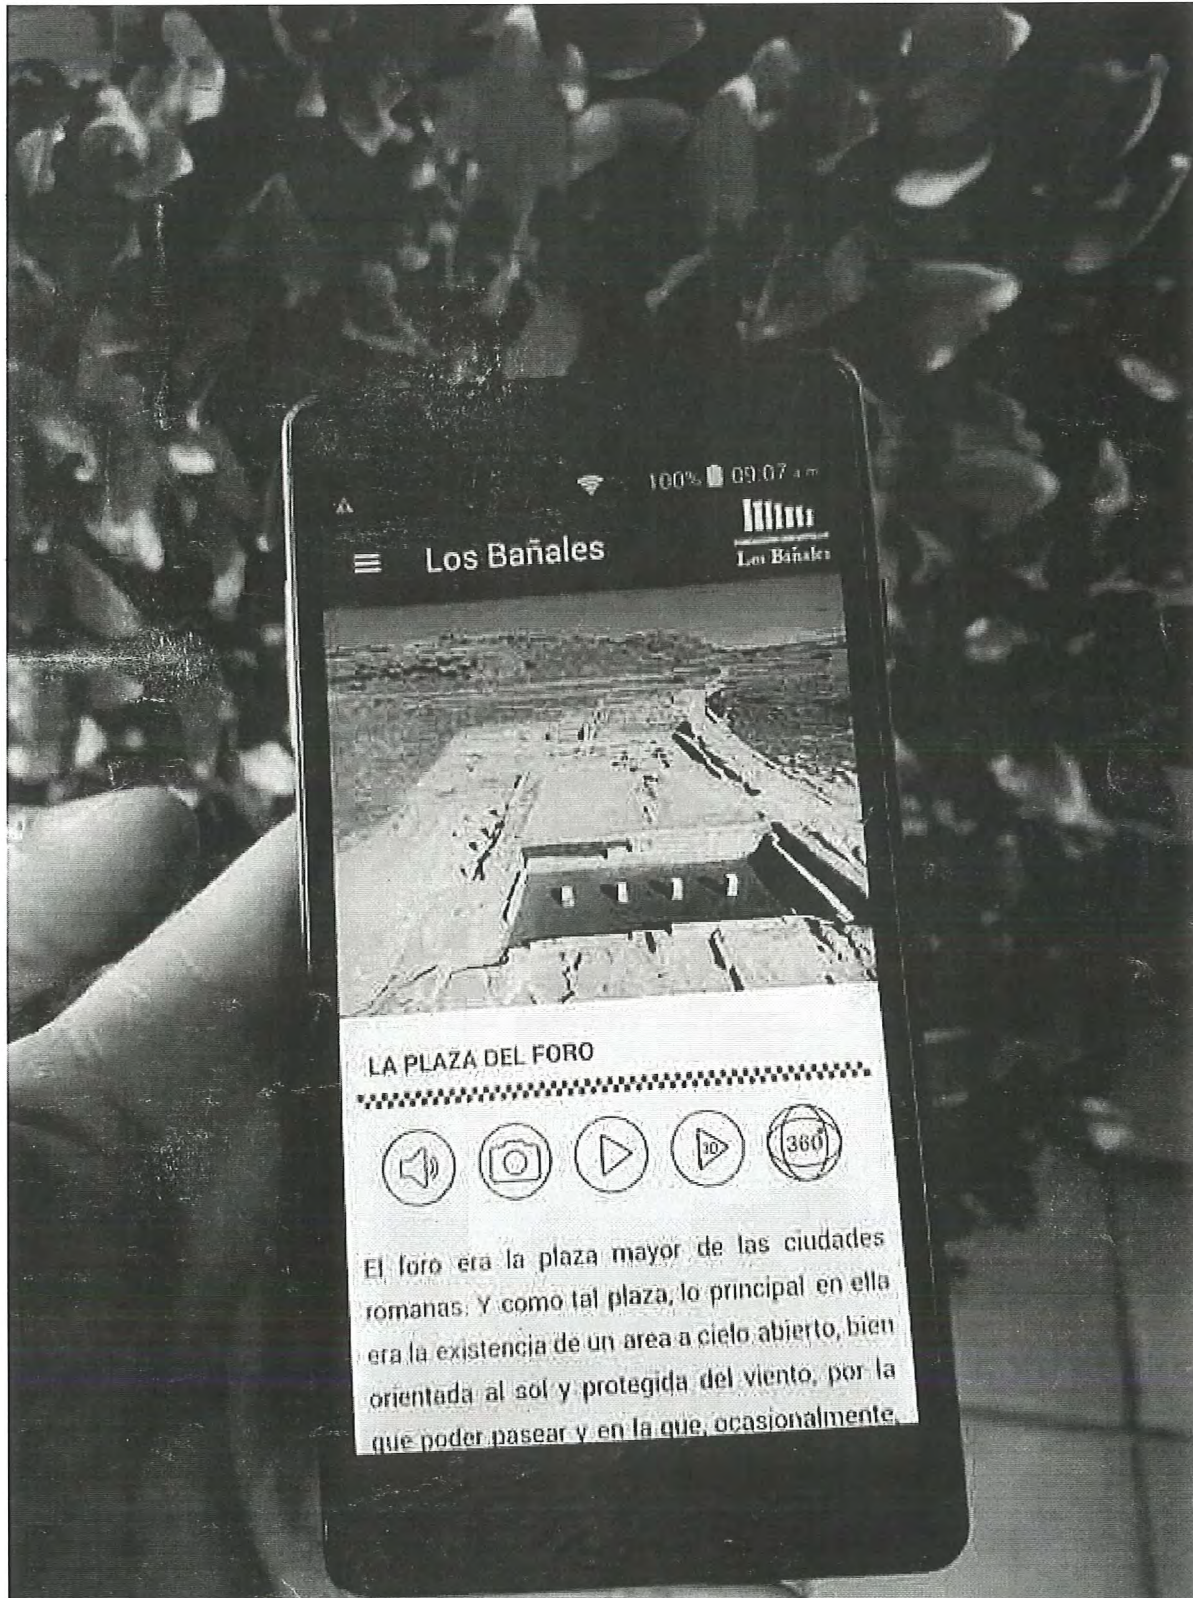 100% 09:07 a.m.
Los Bañales
Los Bañales
LA PLAZA DEL FORO
3D
360°
El foro era la plaza mayor de las ciudades
romanas. Y como tal plaza, lo principal en ella
era la existencia de un area a cielo abierto, bien
orientada al sol y protegida del viento, por la
que poder pasear y en la que, ocasionalmente,